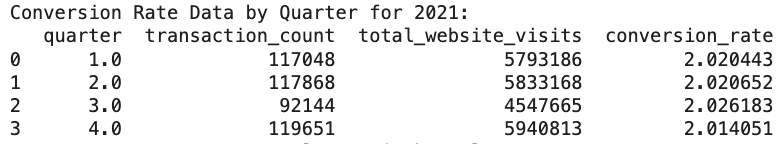 Conversion Rate Data by Quarter for 2021:
quarter transaction_count total_website_visits conversion_rate
0 1.0 117048 5793186 2.020443
1 2.0 117868 5833168 2.020652
2 3.0 92144 4547665 2.026183
3 4.0 119651 5940813 2.014051